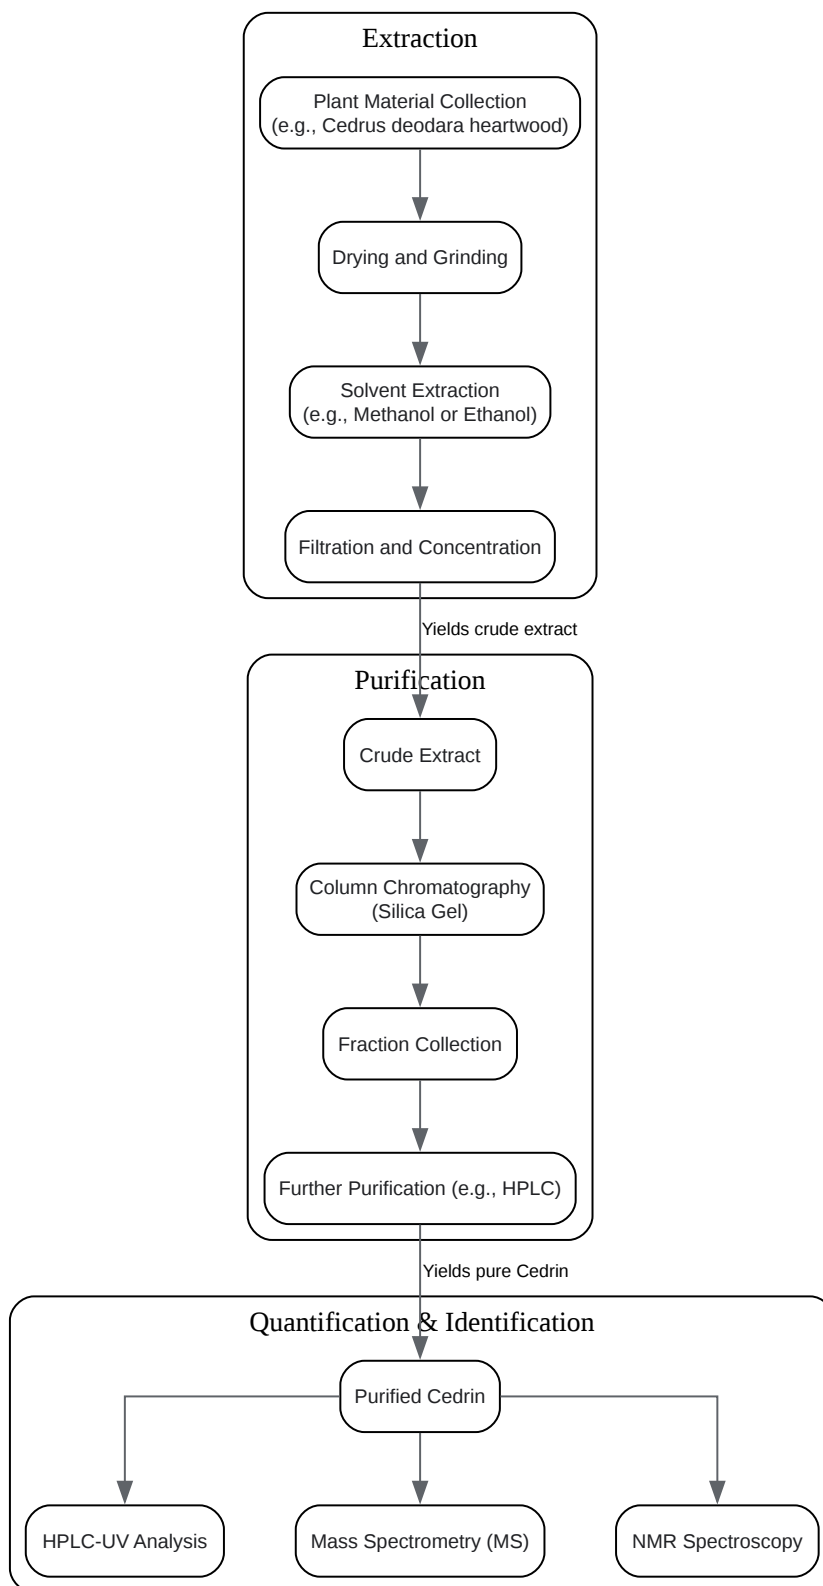 Extraction
Plant Material Collection
(e.g., Cedrus deodara heartwood)
Drying and Grinding
Solvent Extraction
(e.g., Methanol or Ethanol)
Filtration and Concentration
Yields crude extract
Purification
Crude Extract
Column Chromatography
(Silica Gel)
Fraction Collection
Further Purification (e.g., HPLC)
Yields pure Cedrin
Quantification & Identification
Purified Cedrin
HPLC-UV Analysis
Mass Spectrometry (MS)
NMR Spectroscopy